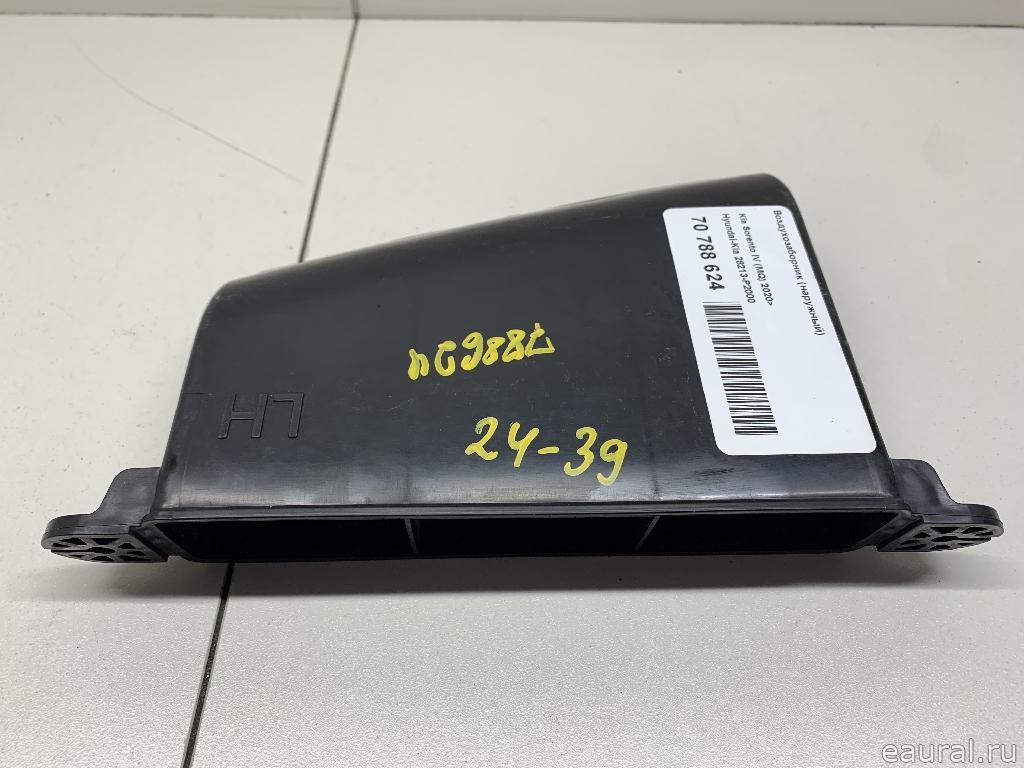 Воздухозаборник (наружный)
Kia Sorento IV (MQ) 2020>
Hyundai-Kia 28213-P2000
70 788 624
788624
24-39
LH
eaural.ru